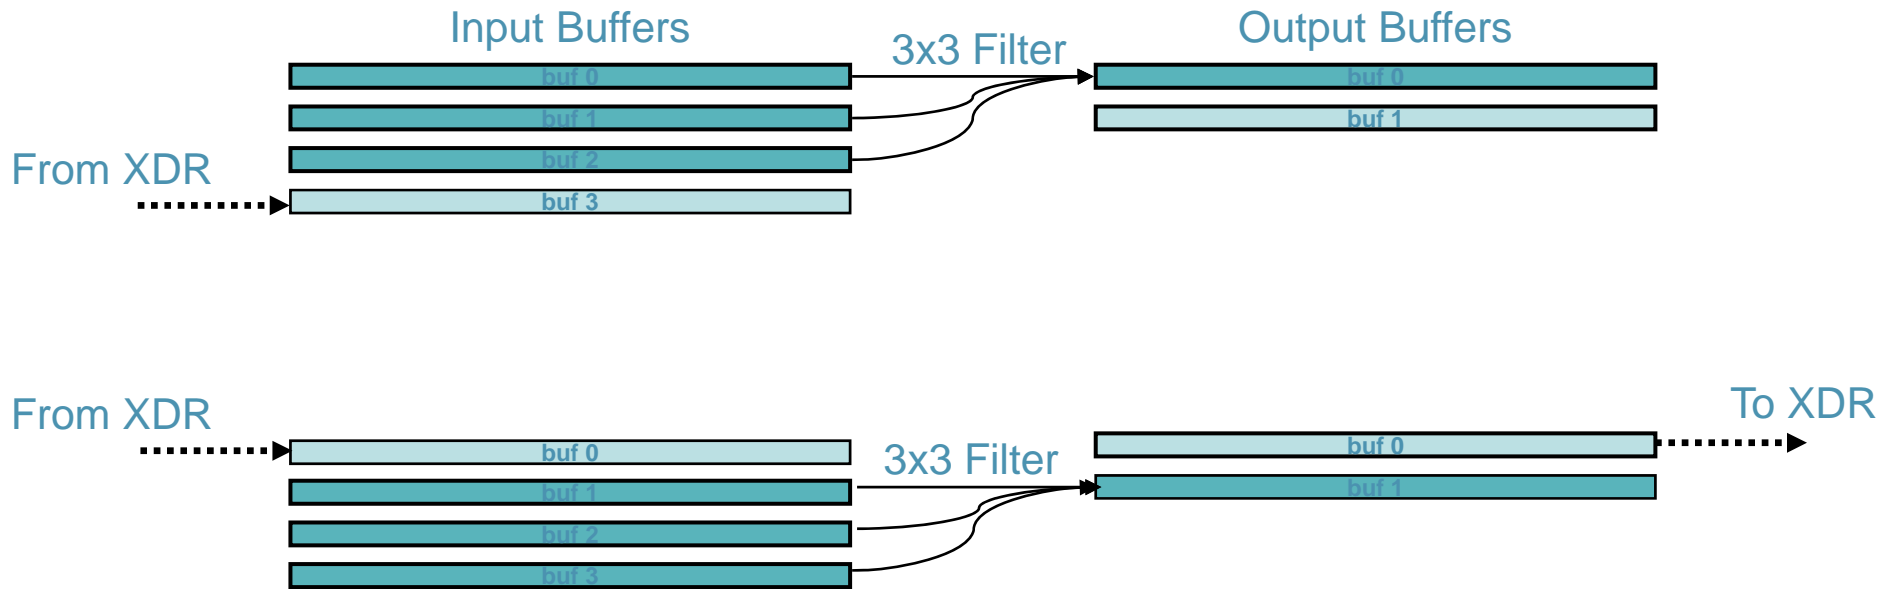 Input Buffers
3x3 Filter
Output Buffers
buf 0
buf 0
buf 1
buf 1
buf 2
From XDR
buf 3
From XDR
To XDR
buf 0
3x3 Filter
buf 0
buf 1
buf 1
buf 2
buf 3